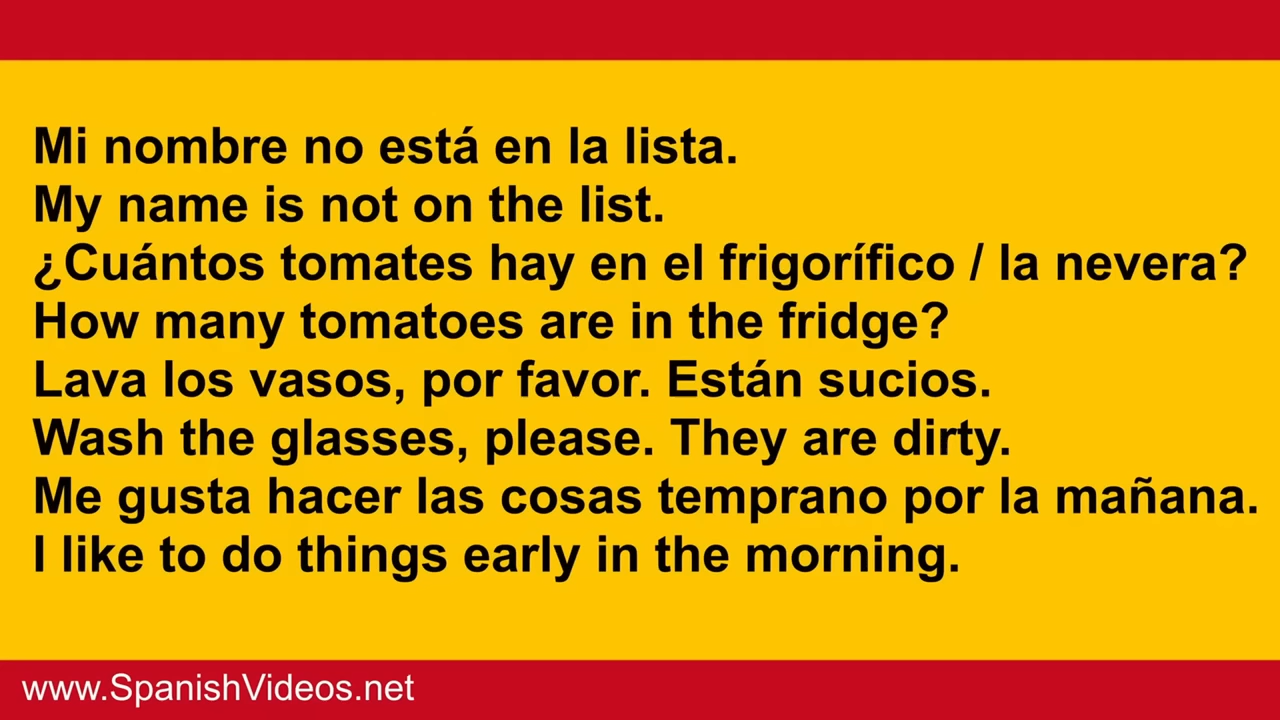 Mi nombre no está en la lista.
My name is not on the list.
¿Cuántos tomates hay en el frigorífico / la nevera?
How many tomatoes are in the fridge?
Lava los vasos, por favor. Están sucios.
Wash the glasses, please. They are dirty.
Me gusta hacer las cosas temprano por la mañana.
I like to do things early in the morning.
www.SpanishVideos.net